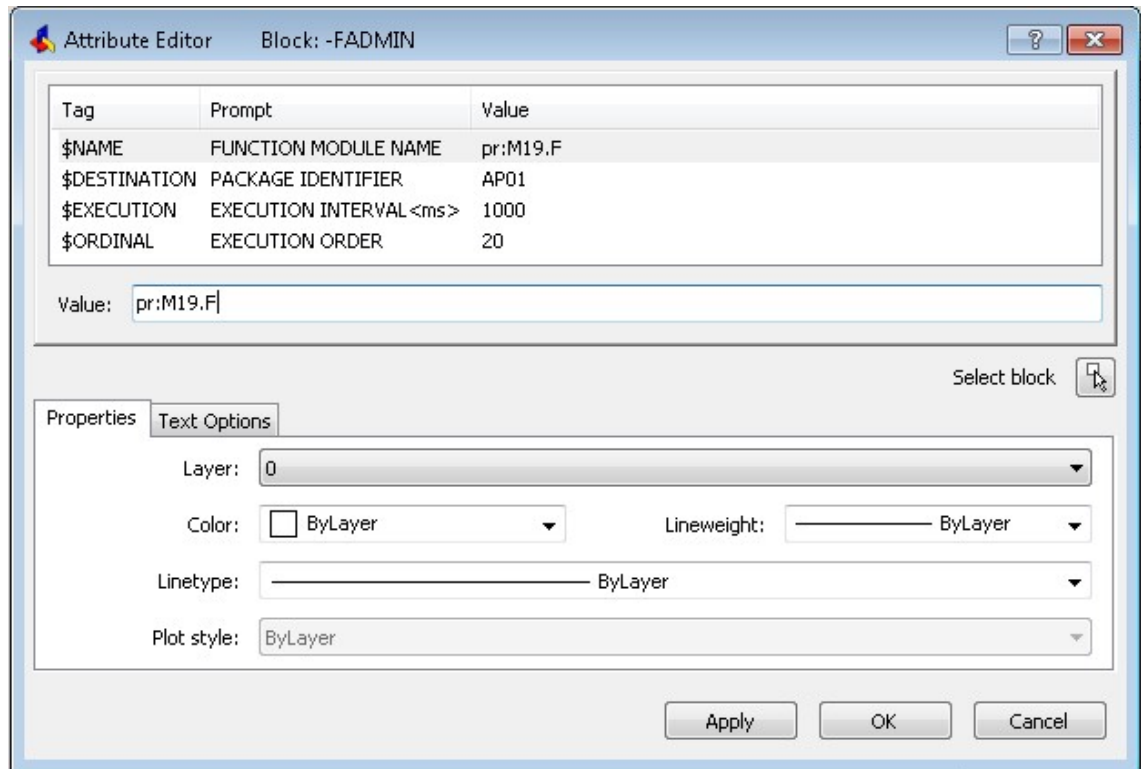 Attribute Editor Block: -FADMIN
Tag Prompt Value
$NAME FUNCTION MODULE NAME pr:M19.F
$DESTINATION PACKAGE IDENTIFIER AP01
$EXECUTION EXECUTION INTERVAL<ms> 1000
$ORDINAL EXECUTION ORDER 20
Value: pr:M19.F
Select block
Properties Text Options
Layer: 0
Color: ByLayer Lineweight: ByLayer
Linetype: ByLayer
Plot style: ByLayer
Apply OK Cancel